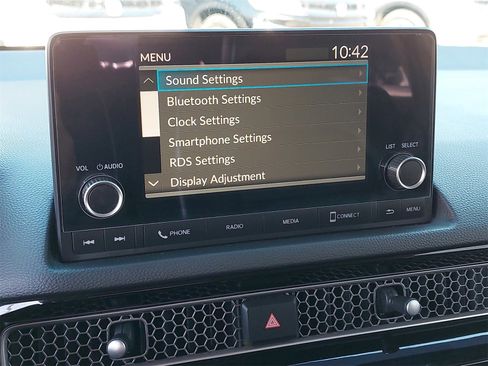 MENU 10:42
Sound Settings
Bluetooth Settings
Clock Settings
Smartphone Settings
RDS Settings
Display Adjustment
VOL AUDIO
LIST SELECT
PHONE RADIO MEDIA CONNECT MENU